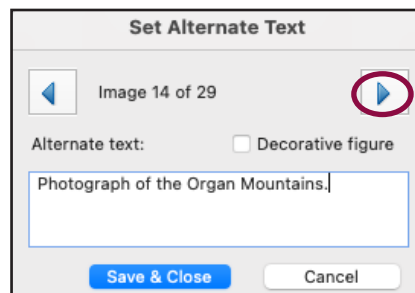 Set Alternate Text
Image 14 of 29
Alternate text: Decorative figure
Photograph of the Organ Mountains.
Save & Close Cancel